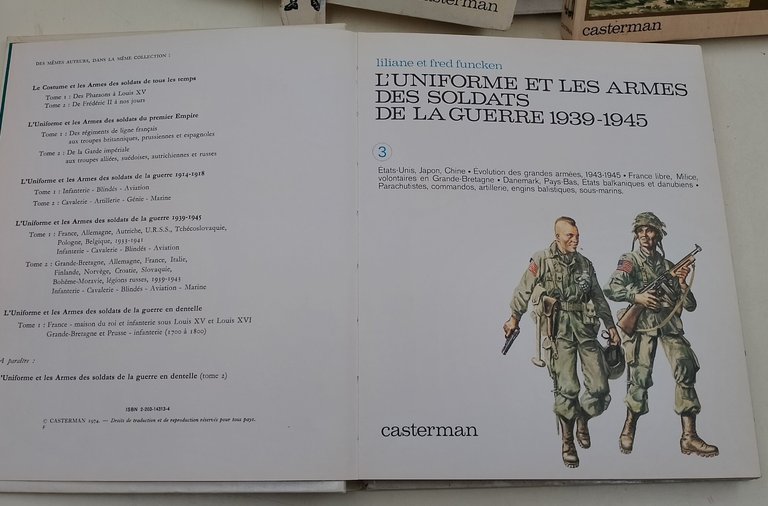 casterman
casterman
DES MÊMES AUTEURS, DANS LA MÊME COLLECTION :
Le Costume et les Armes des soldats de tous les temps
Tome 1 : Des Pharaons à Louis XV
Tome 2 : De Frédéric II à nos jours
L'Uniforme et les Armes des soldats du premier Empire
Tome 1 : Des régiments de ligne français
aux troupes britanniques, prussiennes et espagnoles
Tome 2 : De la Garde impériale
aux troupes alliées, suédoises, autrichiennes et russes
L'Uniforme et les Armes des soldats de la guerre 1914-1918
Tome 1 : Infanterie - Blindés - Aviation
Tome 2 : Cavalerie - Artillerie - Génie - Marine
L'Uniforme et les Armes des soldats de la guerre 1939-1945
Tome 1 : France, Allemagne, Autriche, U.R.S.S., Tchécoslovaquie,
Pologne, Belgique, 1933-1941
Infanterie - Cavalerie - Blindés - Aviation
Tome 2 : Grande-Bretagne, Allemagne, France, Italie,
Finlande, Norvège, Croatie, Slovaquie,
Bohême-Moravie, légions russes, 1939-1943
Infanterie - Cavalerie - Blindés - Aviation - Marine
L'Uniforme et les Armes des soldats de la guerre en dentelle
Tome 1 : France - maison du roi et infanterie sous Louis XV et Louis XVI
Grande-Bretagne et Prusse - infanterie (1700 à 1800)
A paraître :
L'Uniforme et les Armes des soldats de la guerre en dentelle (tome 2)
ISBN 2-203-14313-4
© CASTERMAN 1974. — Droits de traduction et de reproduction réservés pour tous pays.
F
liliane et fred funcken
L'UNIFORME ET LES ARMES
DES SOLDATS
DE LA GUERRE 1939-1945
3
États-Unis, Japon, Chine • Évolution des grandes armées, 1943-1945 • France libre, Milice,
volontaires en Grande-Bretagne • Danemark, Pays-Bas, États balkaniques et danubiens •
Parachutistes, commandos, artillerie, engins balistiques, sous-marins.
casterman